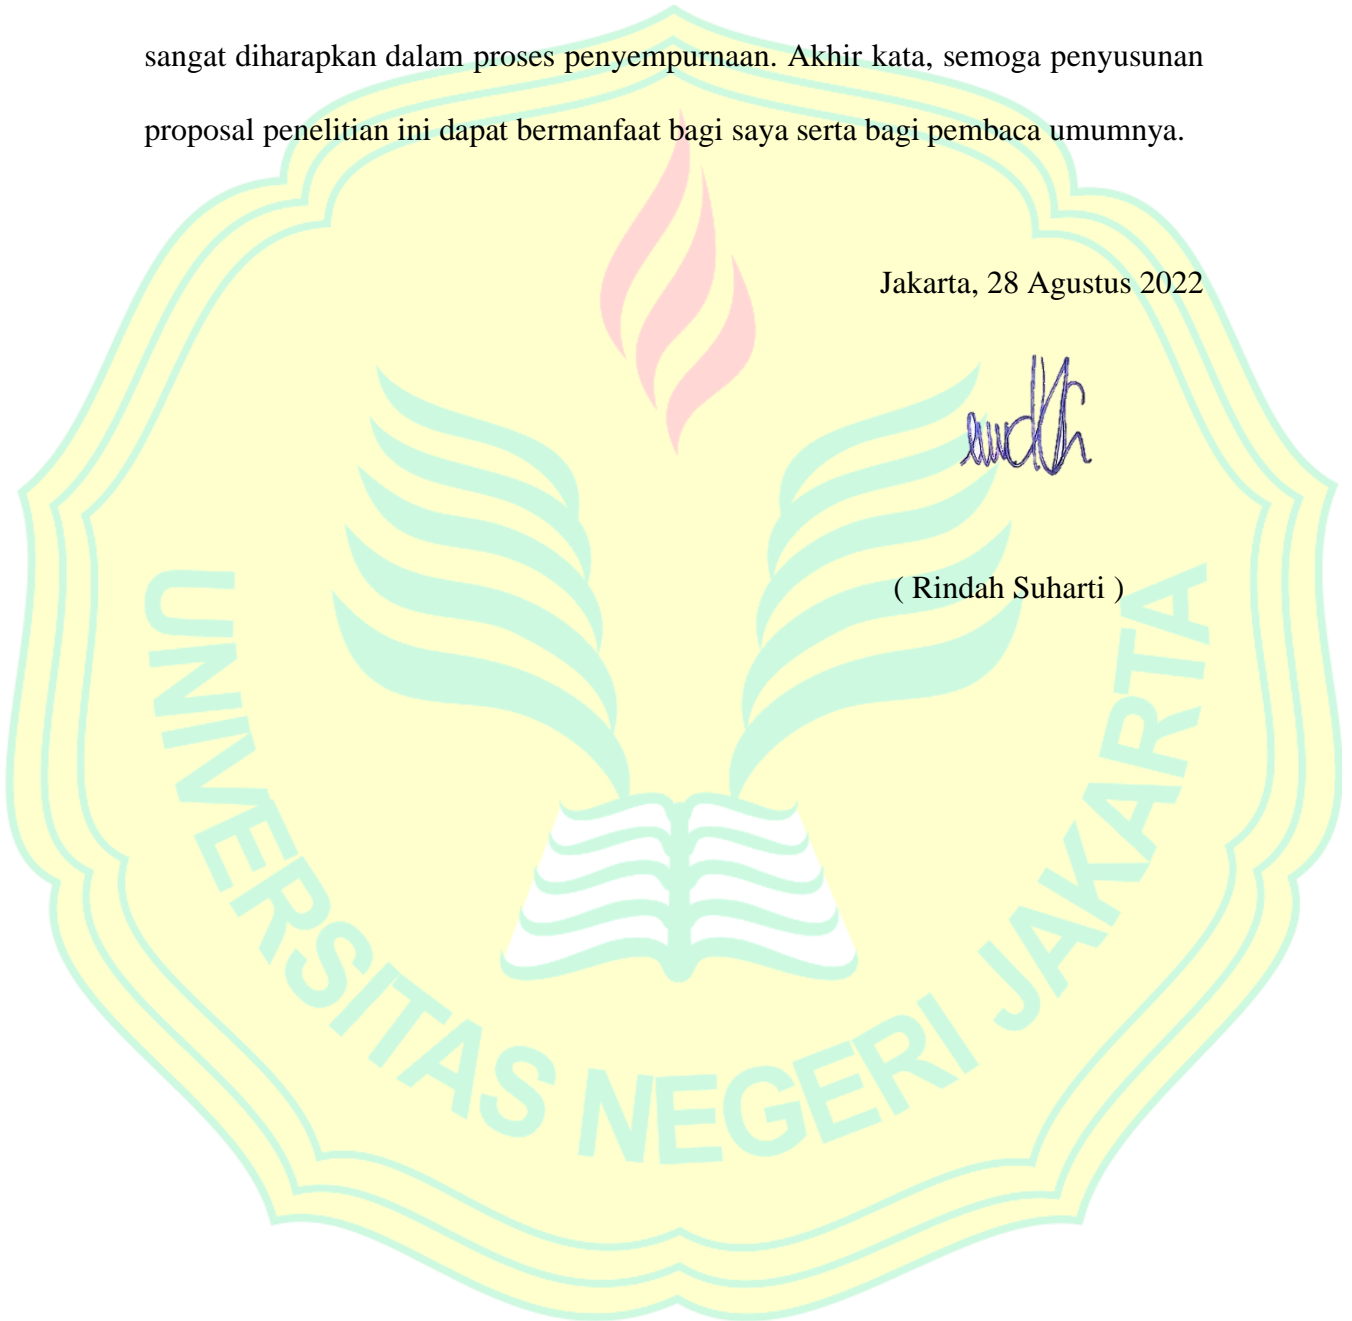 sangat diharapkan dalam proses penyempurnaan. Akhir kata, semoga penyusunan
proposal penelitian ini dapat bermanfaat bagi saya serta bagi pembaca umumnya.
Jakarta, 28 Agustus 2022
( Rindah Suharti )
UNIVERSITAS NEGERI JAKARTA